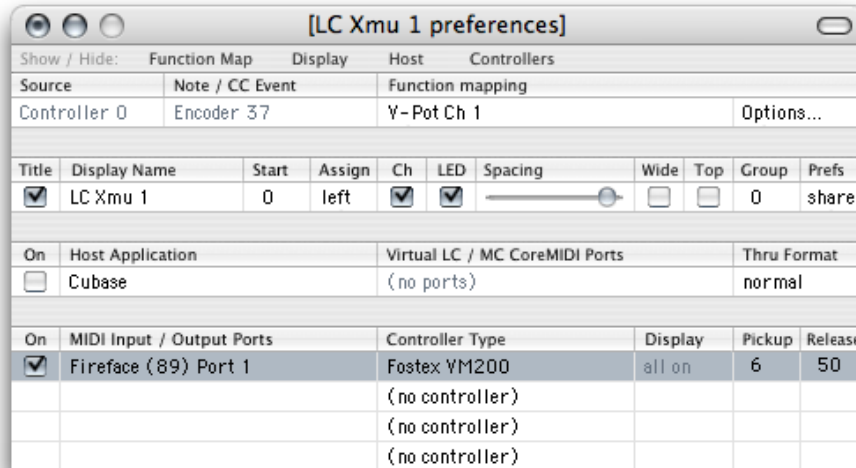 [LC Xmu 1 preferences]
Show / Hide: Function Map Display Host Controllers
Source Note / CC Event Function mapping
Controller 0 Encoder 37 V-Pot Ch 1 Options...
Title Display Name Start Assign Ch LED Spacing Wide Top Group Prefs
LC Xmu 1 0 left 0 share
On Host Application Virtual LC / MC CoreMIDI Ports Thru Format
Cubase (no ports) normal
On MIDI Input / Output Ports Controller Type Display Pickup Release
Fireface (89) Port 1 Fostex VM200 all on 6 50
(no controller)
(no controller)
(no controller)